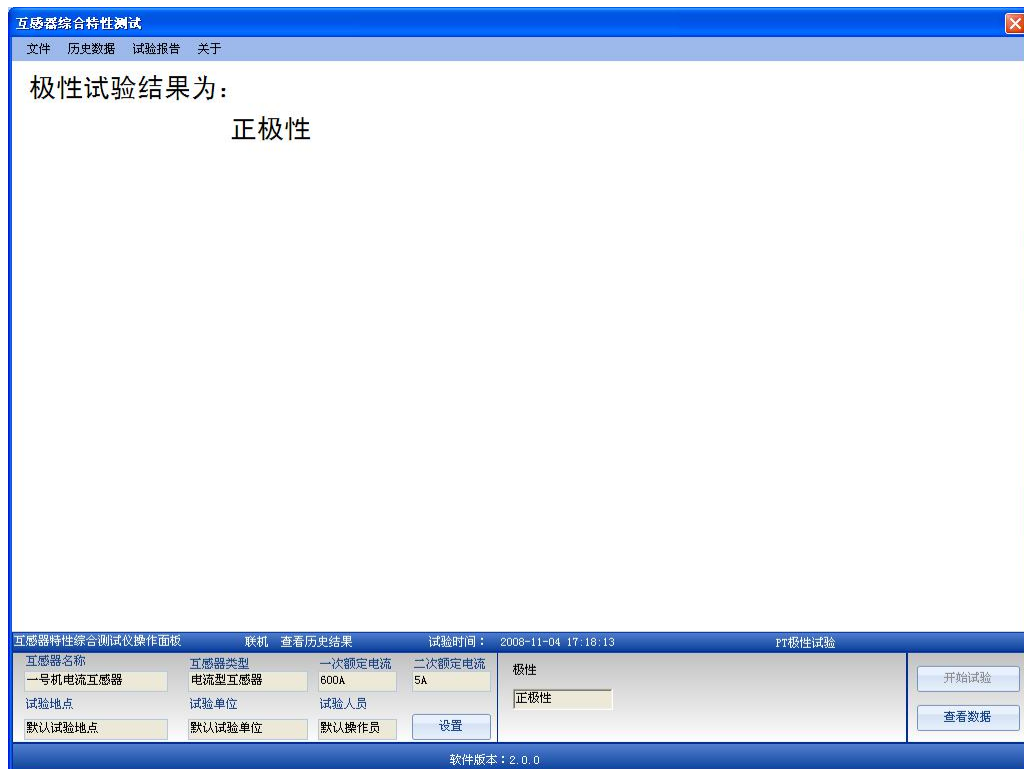 互感器综合特性测试
文件 历史数据 试验报告 关于
极性试验结果为:
正极性
互感器特性综合测试仪操作面板 联机 查看历史结果 试验时间: 2008-11-04 17:18:13 PT极性试验
互感器名称 互感器类型 一次额定电流 二次额定电流 极性
一号机电流互感器 电流型互感器 600A 5A 正极性 开始试验
试验地点 试验单位 试验人员
默认试验地点 默认试验单位 默认操作员 设置 查看数据
软件版本:2.0.0